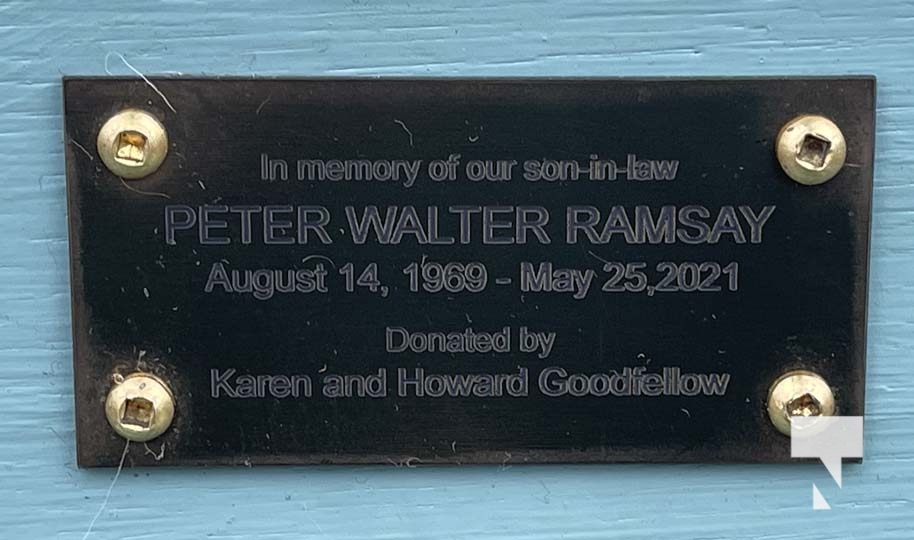 In memory of our son-in-law
PETER WALTER RAMSAY
August 14, 1969 - May 25,2021
Donated by
Karen and Howard Goodfellow